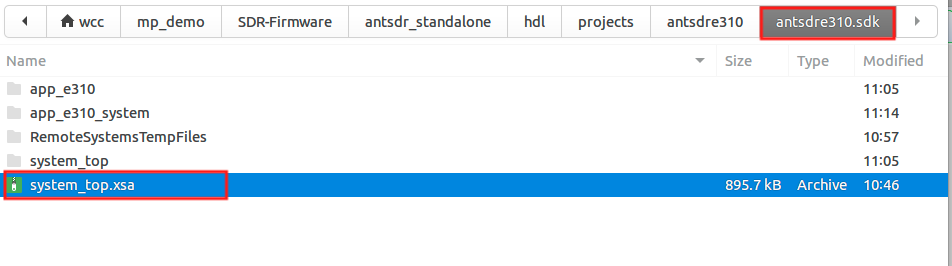 wcc mp_demo SDR-Firmware antsdr_standalone hdl projects antsdre310 antsdre310.sdk
Name Size Type Modified
app_e310 11:05
app_e310_system 11:14
RemoteSystemsTempFiles 10:57
system_top 11:05
system_top.xsa 895.7 kB Archive 10:46